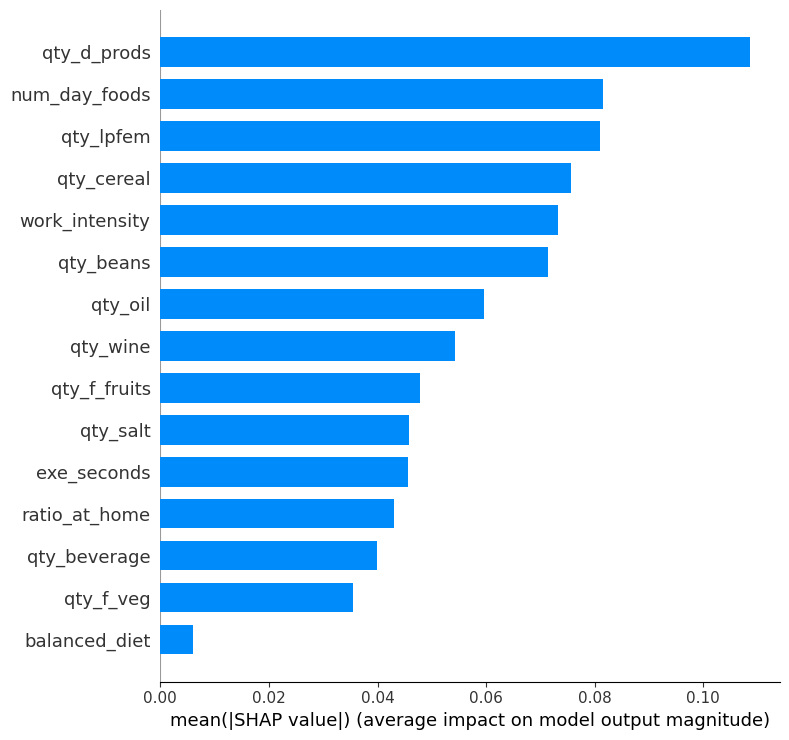 qty_d_prods
num_day_foods
qty_lpfem
qty_cereal
work_intensity
qty_beans
qty_oil
qty_wine
qty_f_fruits
qty_salt
exe_seconds
ratio_at_home
qty_beverage
qty_f_veg
balanced_diet
0.00 0.02 0.04 0.06 0.08 0.10
mean(|SHAP value|) (average impact on model output magnitude)